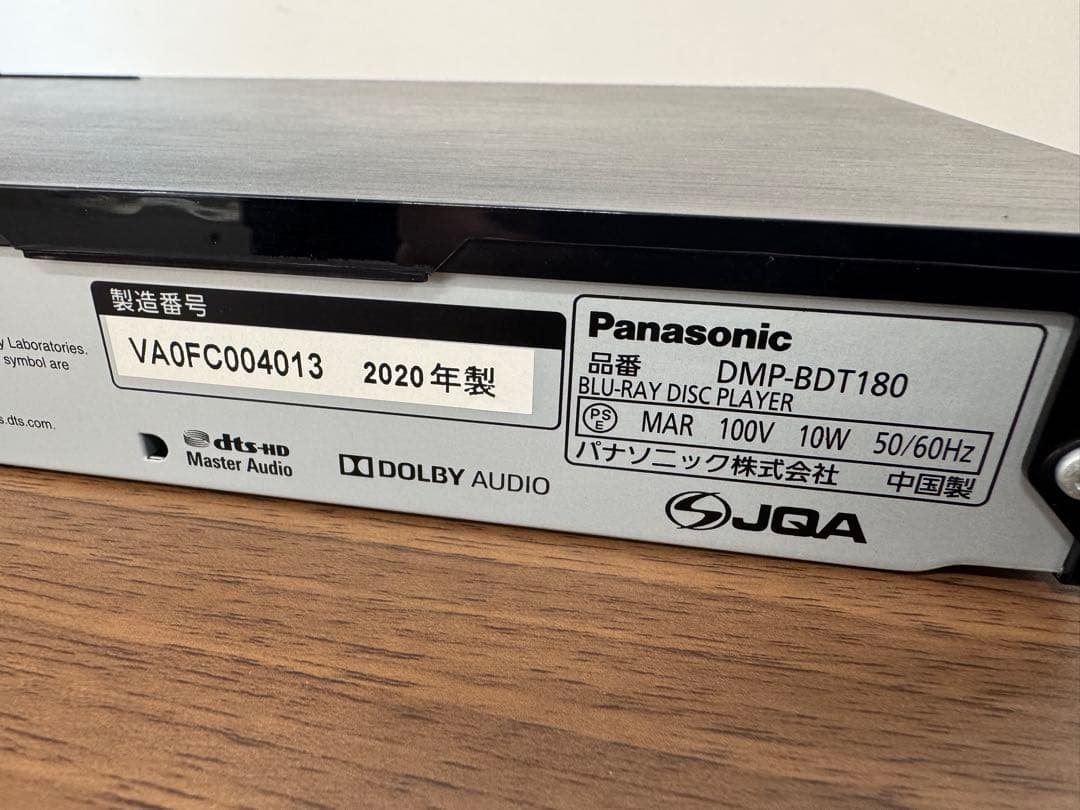 y Laboratories.
symbol are
s.dts.com.
製造番号
VA0FC004013 2020年製
dts-HD
Master Audio
DOLBY AUDIO
Panasonic
品番 DMP-BDT180
BLU-RAY DISC PLAYER
PSE MAR 100V 10W 50/60Hz
パナソニック株式会社 中国製
JQA